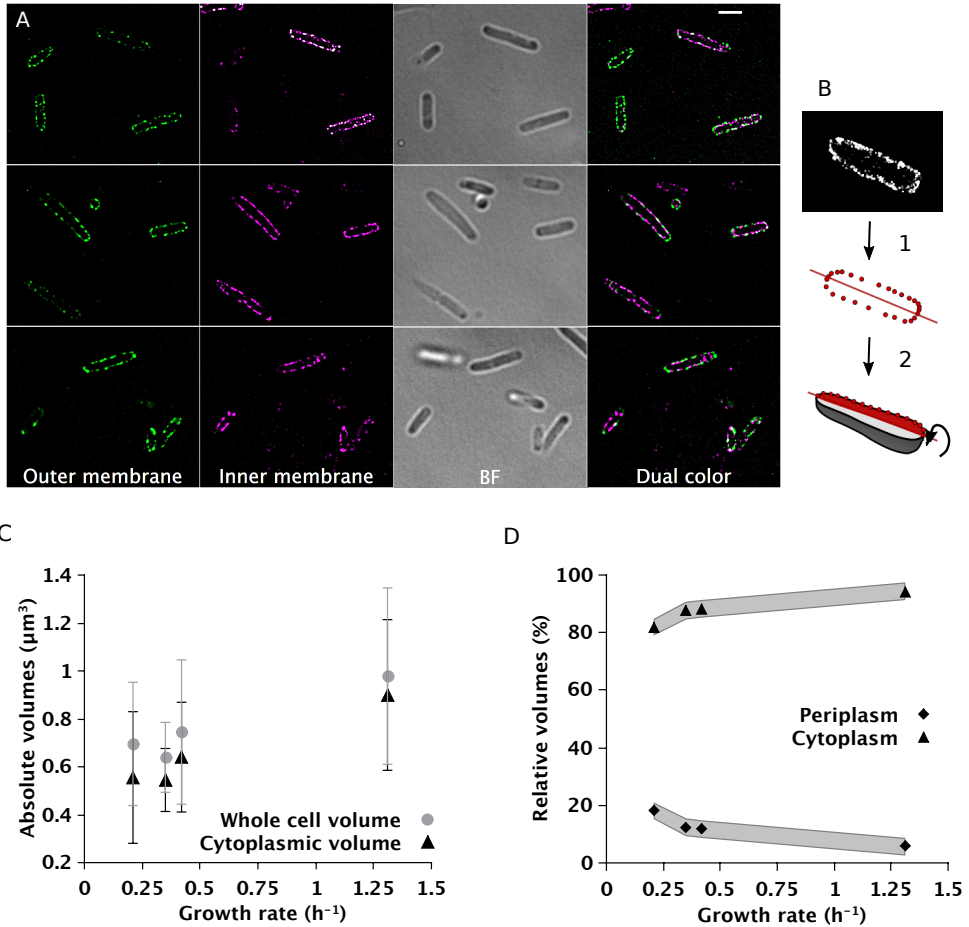 A
B
1
2
Outer membrane
Inner membrane
BF
Dual color
C
Absolute volumes (µm³)
1.4
1.2
1
0.8
0.6
0.4
0.2
0
0.25
0.5
0.75
1
1.25
1.5
Growth rate (h⁻¹)
Whole cell volume
Cytoplasmic volume
D
Relative volumes (%)
100
80
60
40
20
0
0
0.25
0.5
0.75
1
1.25
1.5
Growth rate (h⁻¹)
Periplasm
Cytoplasm